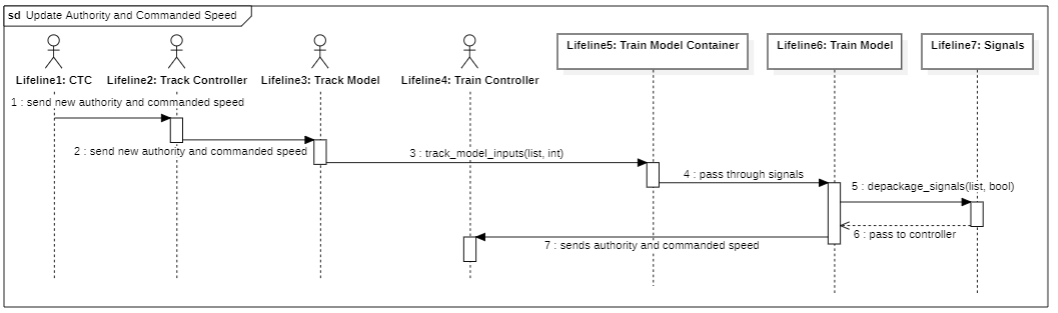 sd Update Authority and Commanded Speed
Lifeline1: CTC
Lifeline2: Track Controller
Lifeline3: Track Model
Lifeline4: Train Controller
Lifeline5: Train Model Container
Lifeline6: Train Model
Lifeline7: Signals
1 : send new authority and commanded speed
2 : send new authority and commanded speed
3 : track_model_inputs(list, int)
4 : pass through signals
5 : depackage_signals(list, bool)
6 : pass to controller
7 : sends authority and commanded speed